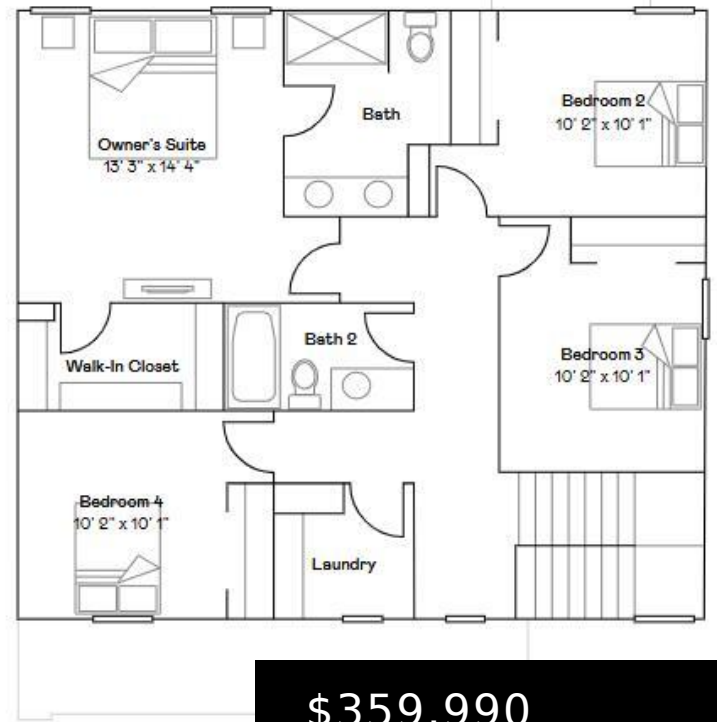 Bedroom 2
10' 2" x 10' 1"
Bath
Owner's Suite
13' 3" x 14' 4"
Bath 2
Bedroom 3
10' 2" x 10' 1"
Walk-In Closet
Bedroom 4
10' 2" x 10' 1"
Laundry
$359,990